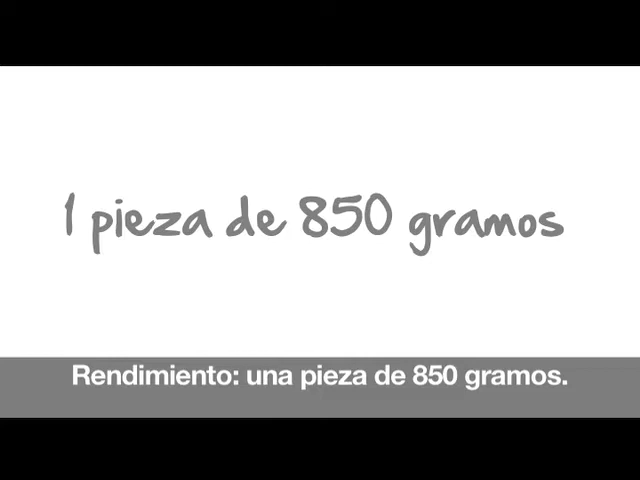 1 pieza de 850 gramos
Rendimiento: una pieza de 850 gramos.